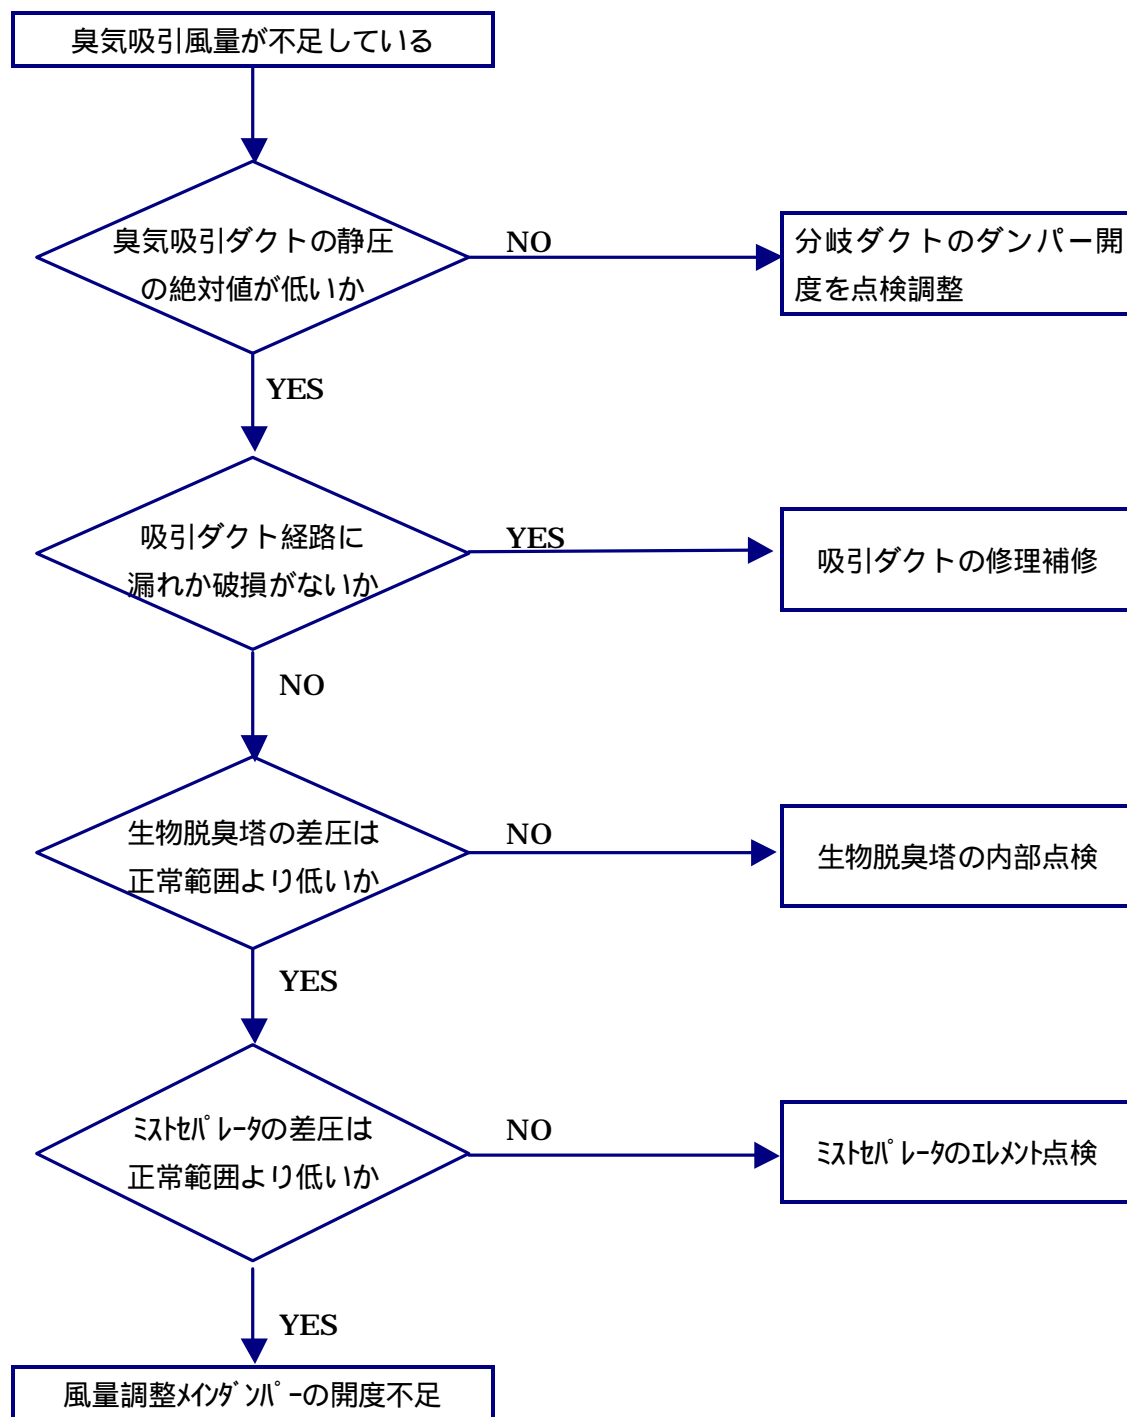 臭気吸引風量が不足している
臭気吸引ダクトの静圧
の絶対値が低いか
NO
分岐ダクトのダンパー開
度を点検調整
YES
吸引ダクト経路に
漏れか破損がないか
YES
吸引ダクトの修理補修
NO
生物脱臭塔の差圧は
正常範囲より低いか
NO
生物脱臭塔の内部点検
YES
ﾐｽﾄｾﾊﾟﾚｰﾀの差圧は
正常範囲より低いか
NO
ﾐｽﾄｾﾊﾟﾚｰﾀのｴﾚﾒﾝﾄ点検
YES
風量調整ﾒｲﾝﾀﾞﾝﾊﾟｰの開度不足